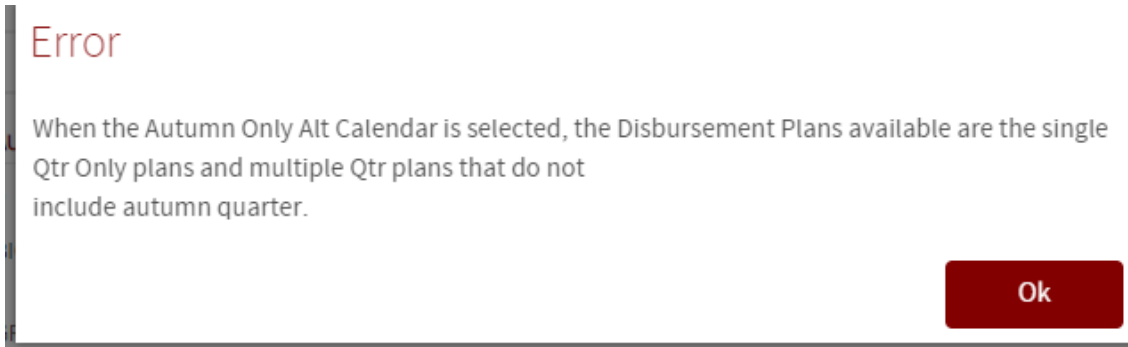 Error
When the Autumn Only Alt Calendar is selected, the Disbursement Plans available are the single
Qtr Only plans and multiple Qtr plans that do not
include autumn quarter.
Ok